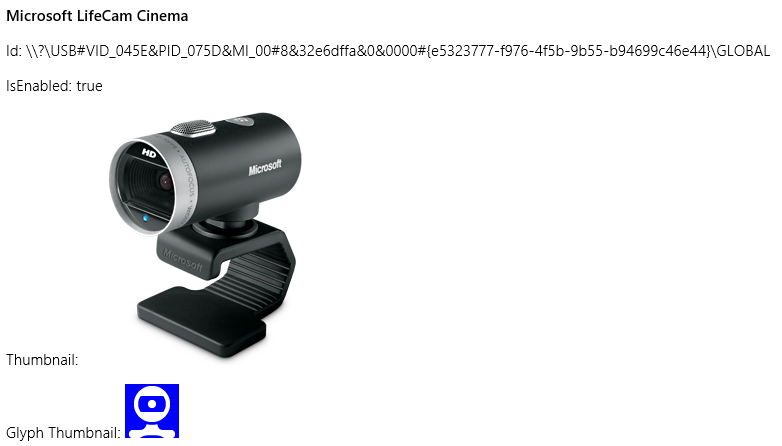 Microsoft LifeCam Cinema
Id: \\?\USB#VID_045E&PID_075D&MI_00#8&32e6dffa&0&0000#{e5323777-f976-4f5b-9b55-b94699c46e44}\GLOBAL
IsEnabled: true
HD
AUTOFOCUS
Microsoft
Microsoft
Thumbnail:
Glyph Thumbnail: